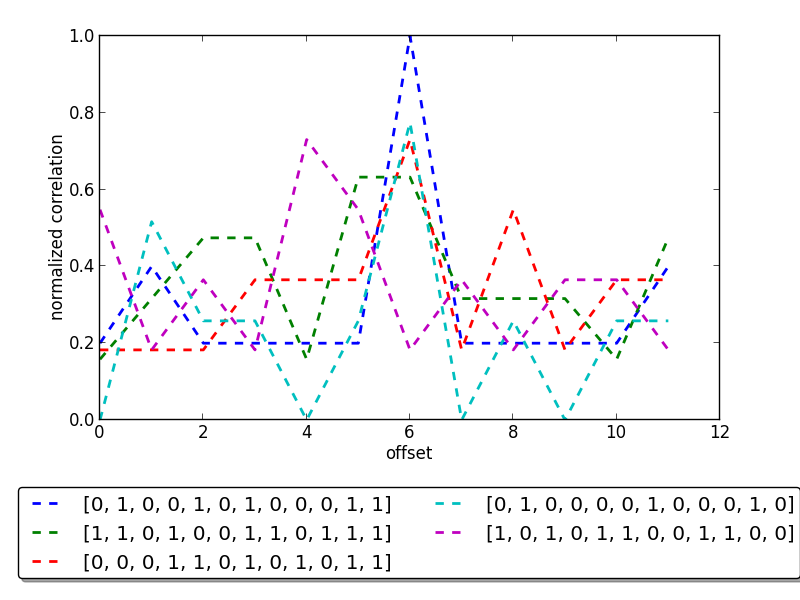 1.0
0.8
0.6
0.4
0.2
0.0
normalized correlation
0 2 4 6 8 10 12
offset
[0, 1, 0, 0, 1, 0, 1, 0, 0, 0, 1, 1]
[1, 1, 0, 1, 0, 0, 1, 1, 0, 1, 1, 1]
[0, 0, 0, 1, 1, 0, 1, 0, 1, 0, 1, 1]
[0, 1, 0, 0, 0, 0, 1, 0, 0, 0, 1, 0]
[1, 0, 1, 0, 1, 1, 0, 0, 1, 1, 0, 0]